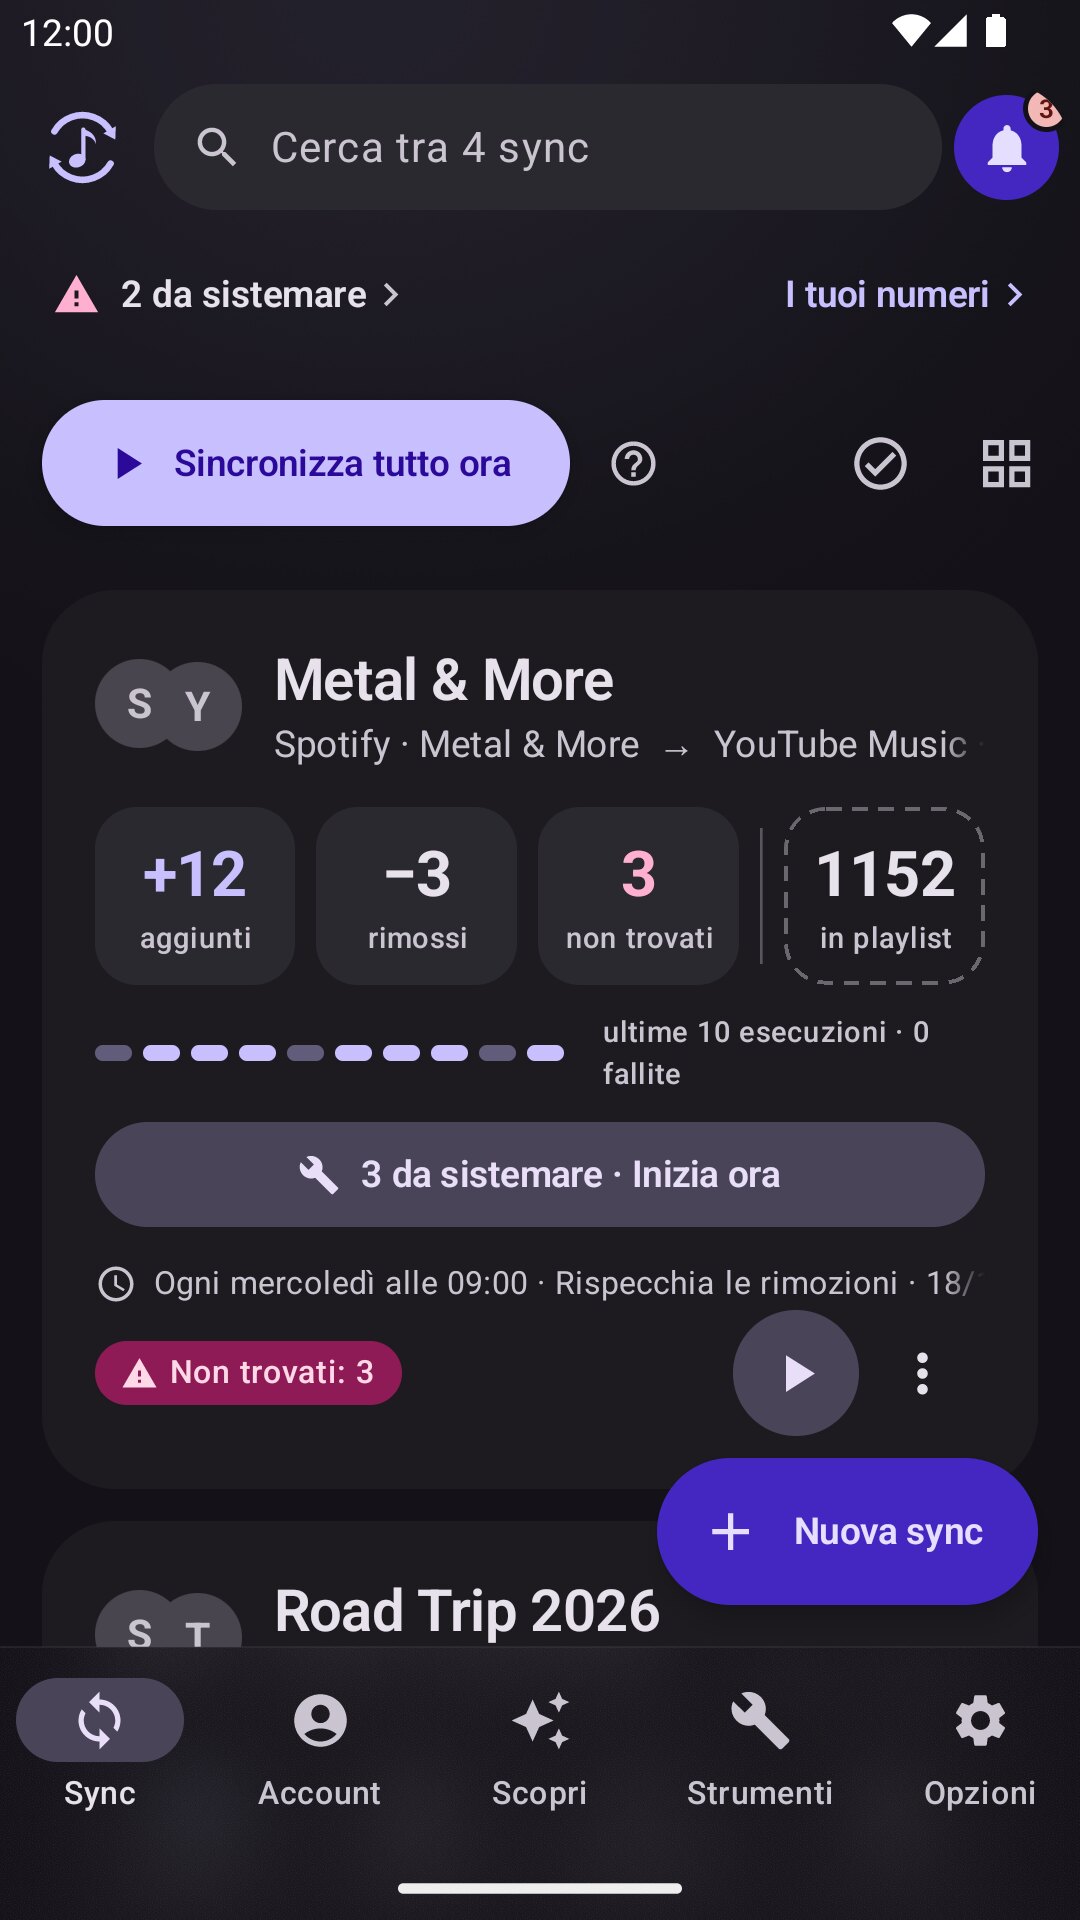 12:00
Cerca tra 4 sync
3
2 da sistemare
I tuoi numeri
Sincronizza tutto ora
S Y
Metal & More
Spotify · Metal & More → YouTube Music
+12
aggiunti
−3
rimossi
3
non trovati
1152
in playlist
ultime 10 esecuzioni · 0
fallite
3 da sistemare · Inizia ora
Ogni mercoledì alle 09:00 · Rispecchia le rimozioni · 18/
Non trovati: 3
Nuova sync
S T
Road Trip 2026
Sync
Account
Scopri
Strumenti
Opzioni